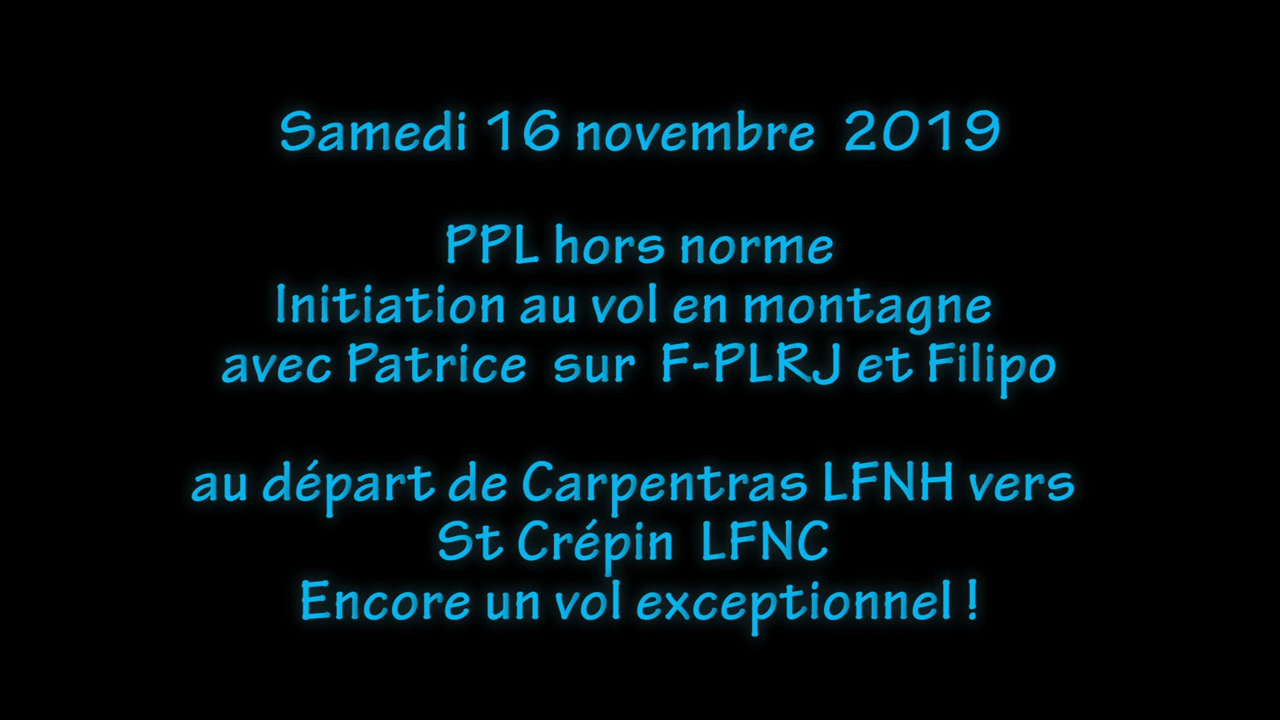 Samedi 16 novembre 2019
PPL hors norme
Initiation au vol en montagne
avec Patrice sur F-PLRJ et Filipo
au départ de Carpentras LFNH vers
St Crépin LFNC
Encore un vol exceptionnel !